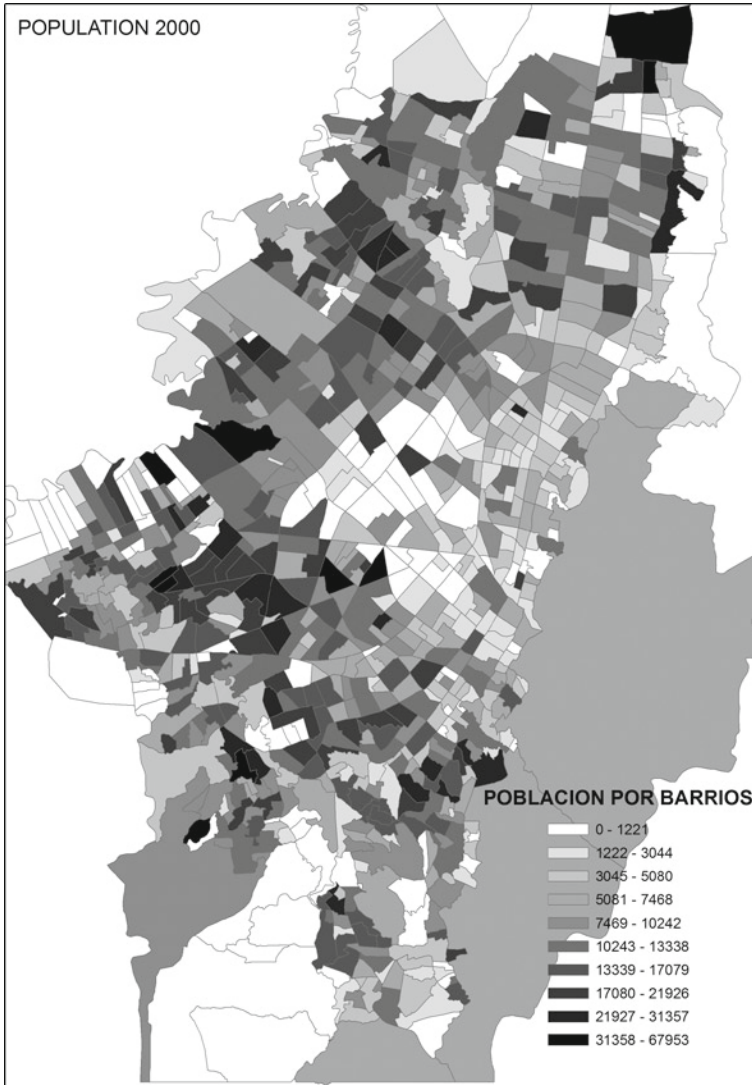 POPULATION 2000
POBLACION POR BARRIOS
0 - 1221
1222 - 3044
3045 - 5080
5081 - 7468
7469 - 10242
10243 - 13338
13339 - 17079
17080 - 21926
21927 - 31357
31358 - 67953